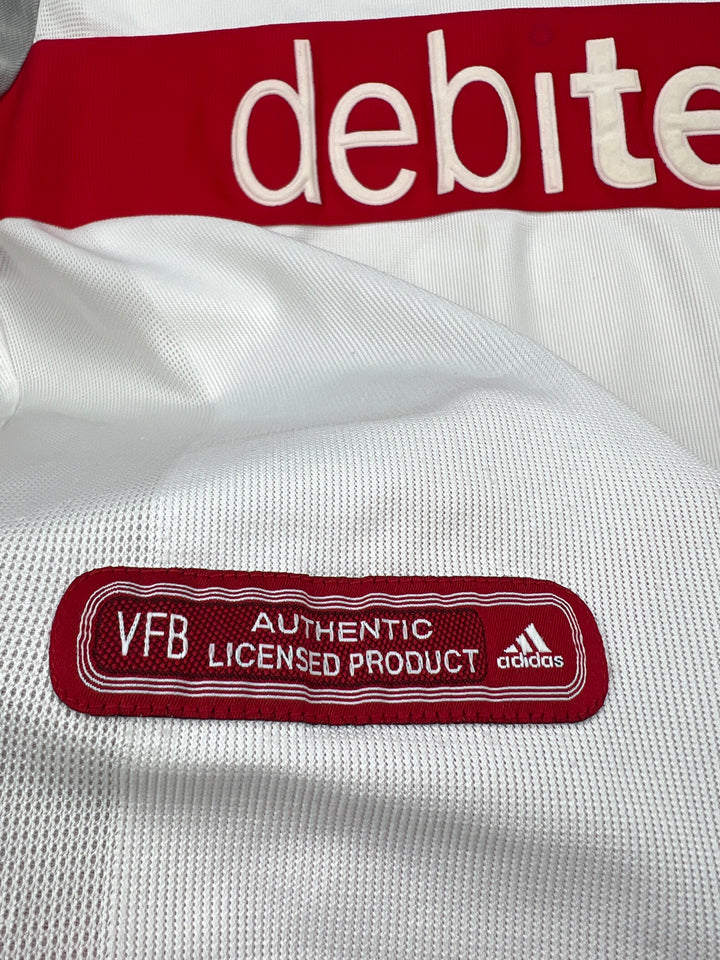 debite
VFB
AUTHENTIC
LICENSED PRODUCT
adidas